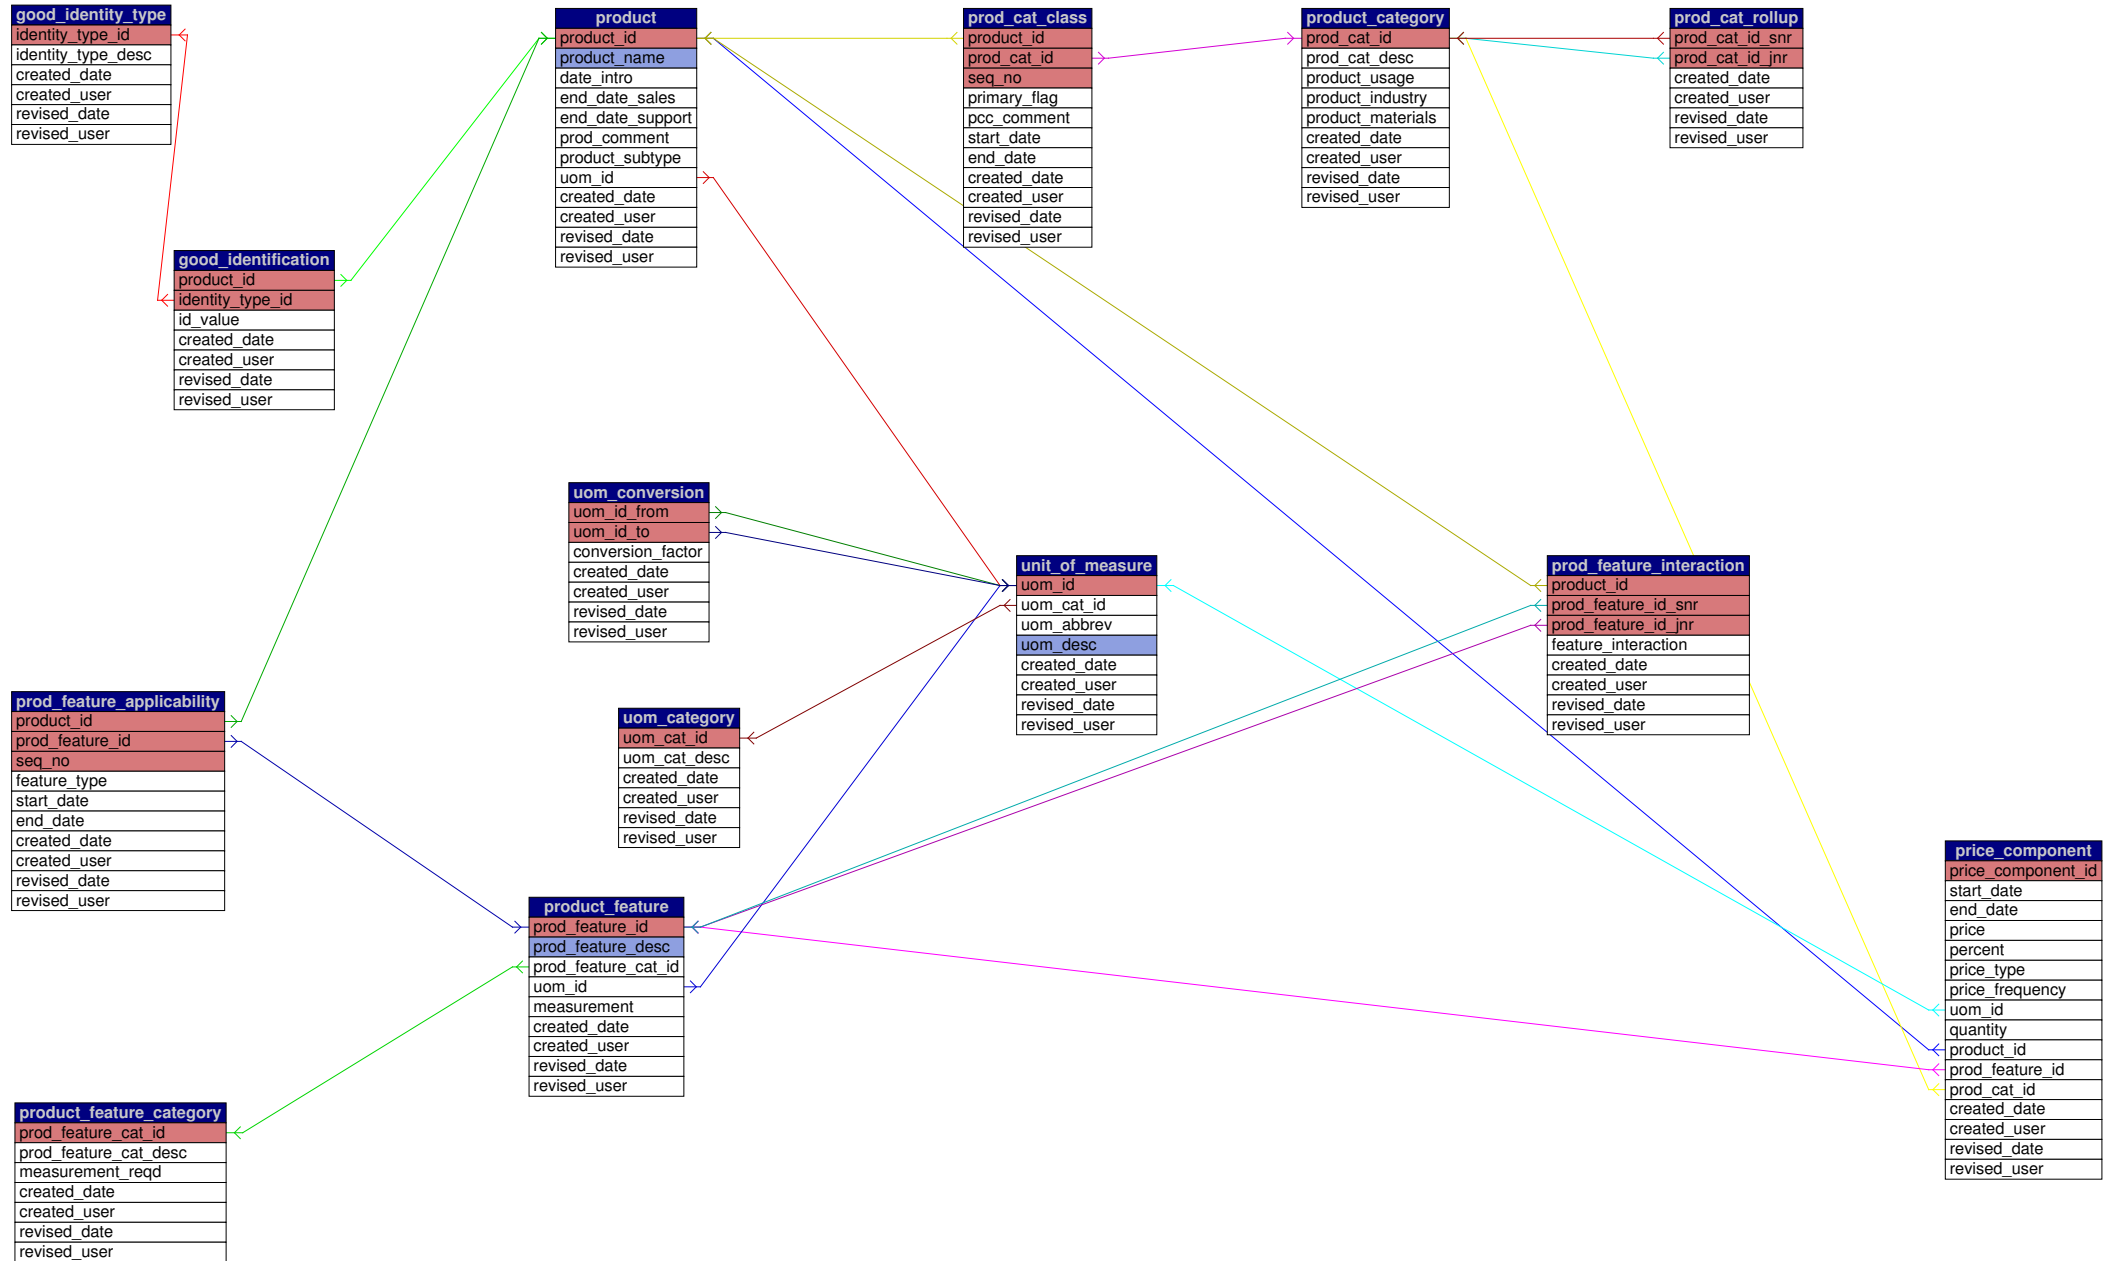 good_identity_type
identity_type_id
identity_type_desc
created_date
created_user
revised_date
revised_user
product
product_id
product_name
date_intro
end_date_sales
end_date_support
prod_comment
product_subtype
uom_id
created_date
created_user
revised_date
revised_user
prod_cat_class
product_id
prod_cat_id
seq_no
primary_flag
pcc_comment
start_date
end_date
created_date
created_user
revised_date
revised_user
product_category
prod_cat_id
prod_cat_desc
product_usage
product_industry
product_materials
created_date
created_user
revised_date
revised_user
prod_cat_rollup
prod_cat_id_snr
prod_cat_id_jnr
created_date
created_user
revised_date
revised_user
good_identification
product_id
identity_type_id
id_value
created_date
created_user
revised_date
revised_user
uom_conversion
uom_id_from
uom_id_to
conversion_factor
created_date
created_user
revised_date
revised_user
unit_of_measure
uom_id
uom_cat_id
uom_abbrev
uom_desc
created_date
created_user
revised_date
revised_user
prod_feature_interaction
product_id
prod_feature_id_snr
prod_feature_id_jnr
feature_interaction
created_date
created_user
revised_date
revised_user
prod_feature_applicability
product_id
prod_feature_id
seq_no
feature_type
start_date
end_date
created_date
created_user
revised_date
revised_user
uom_category
uom_cat_id
uom_cat_desc
created_date
created_user
revised_date
revised_user
price_component
price_component_id
start_date
end_date
price
percent
price_type
price_frequency
uom_id
quantity
product_id
prod_feature_id
prod_cat_id
created_date
created_user
revised_date
revised_user
product_feature
prod_feature_id
prod_feature_desc
prod_feature_cat_id
uom_id
measurement
created_date
created_user
revised_date
revised_user
product_feature_category
prod_feature_cat_id
prod_feature_cat_desc
measurement_reqd
created_date
created_user
revised_date
revised_user